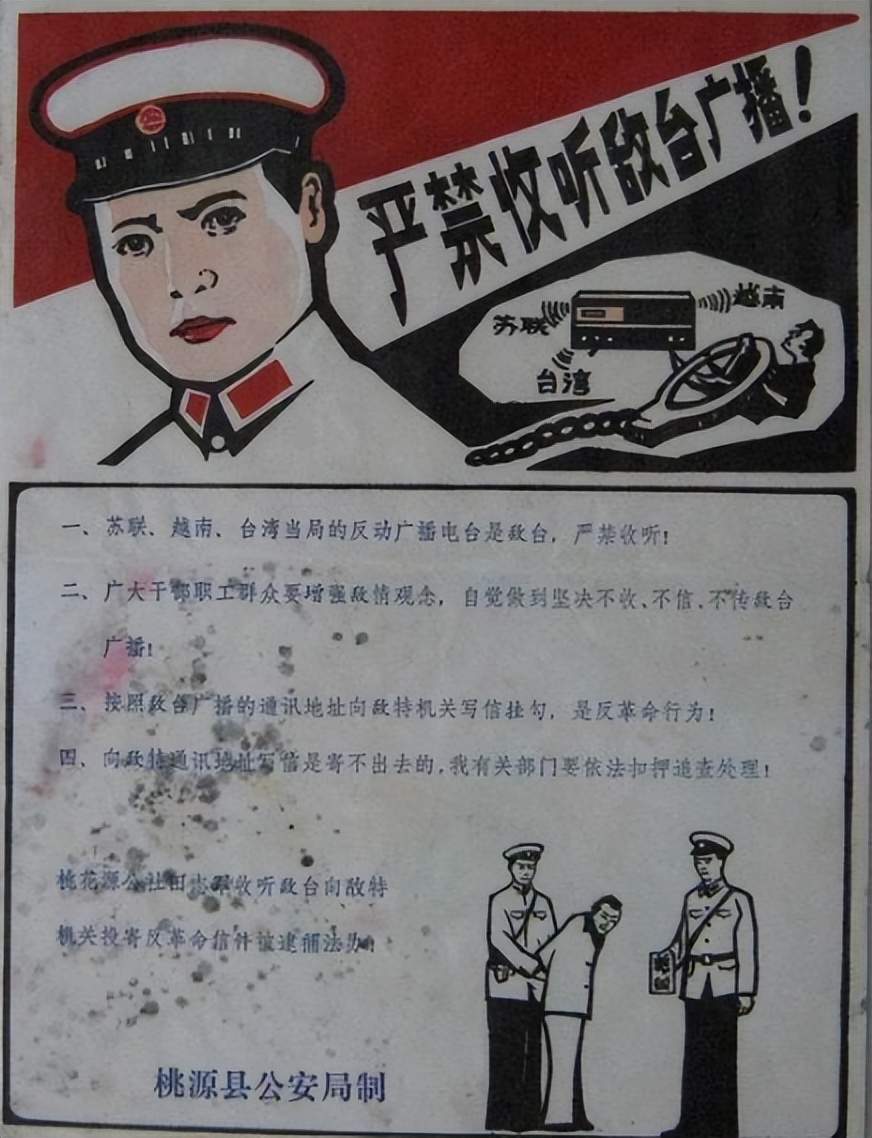 严禁收听敌台广播！
苏联
越南
台湾
一、苏联、越南、台湾当局的反动广播电台是敌台，严禁收听！
二、广大干部职工群众要增强敌情观念，自觉做到坚决不收、不信、不传敌台
广播！
三、按照敌台广播的通讯地址向敌特机关写信挂勾，是反革命行为！
四、向敌特通讯地址写信是寄不出去的，我有关部门要依法扣押追查处理！
桃花源公社田志军收听敌台向敌特
机关投寄反革命信件被逮捕法办！
桃源县公安局制